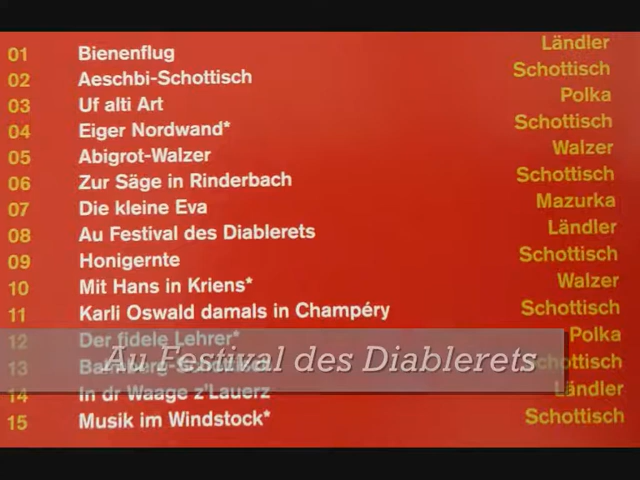 01 Bienenflug Ländler
02 Aeschbi-Schottisch Schottisch
03 Uf alti Art Polka
04 Eiger Nordwand* Schottisch
05 Abigrot-Walzer Walzer
06 Zur Säge in Rinderbach Schottisch
07 Die kleine Eva Mazurka
08 Au Festival des Diablerets Ländler
09 Honigernte Schottisch
10 Mit Hans in Kriens* Walzer
11 Karli Oswald damals in Champéry Schottisch
12 Der fidele Lehrer* Polka
Au Festival des Diablerets
13 Schottisch
14 In dr Waage z'Lauerz Ländler
15 Musik im Windstock* Schottisch